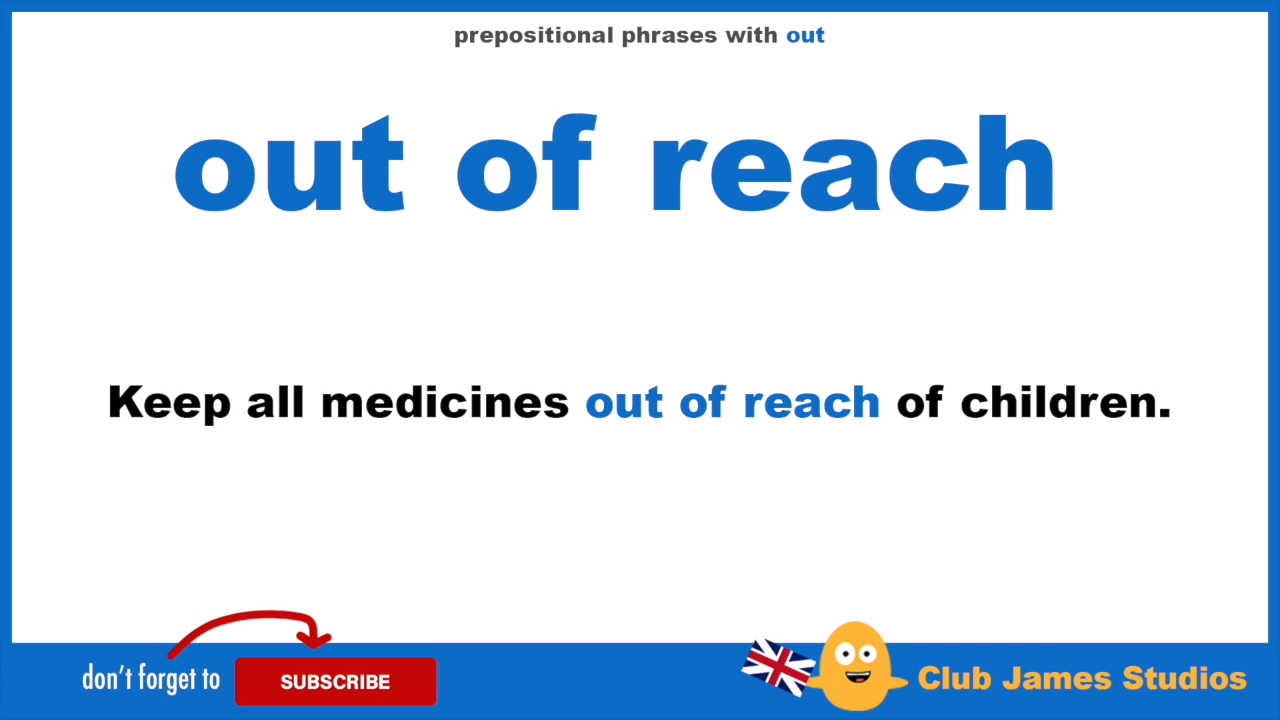 prepositional phrases with out
out of reach
Keep all medicines out of reach of children.
don't forget to
SUBSCRIBE
Club James Studios